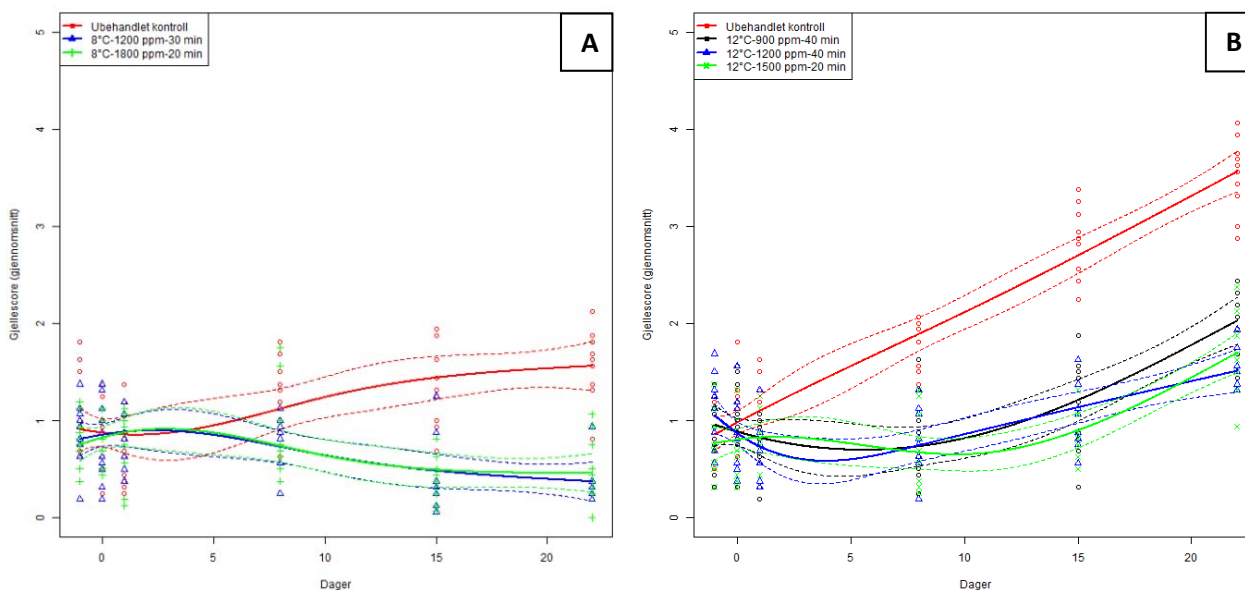 Ubehandlet kontroll
8°C-1200 ppm-30 min
8°C-1800 ppm-20 min
A
5
4
3
2
1
0
Gjellescore (gjennomsnitt)
0 5 10 15 20
Dager
Ubehandlet kontroll
12°C-900 ppm-40 min
12°C-1200 ppm-40 min
12°C-1500 ppm-20 min
B
5
4
3
2
1
0
Gjellescore (gjennomsnitt)
0 5 10 15 20
Dager